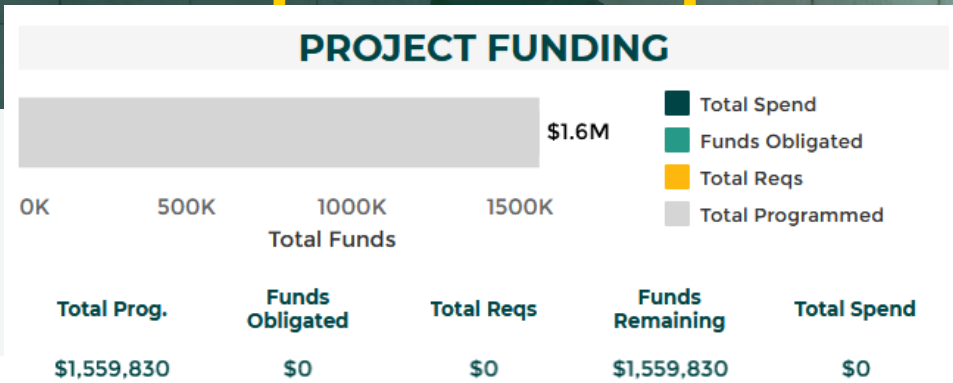 PROJECT FUNDING
$1.6M
0K 500K 1000K 1500K
Total Funds
Total Spend
Funds Obligated
Total Reqs
Total Programmed
Total Prog. Funds Obligated Total Reqs Funds Remaining Total Spend
$1,559,830 $0 $0 $1,559,830 $0